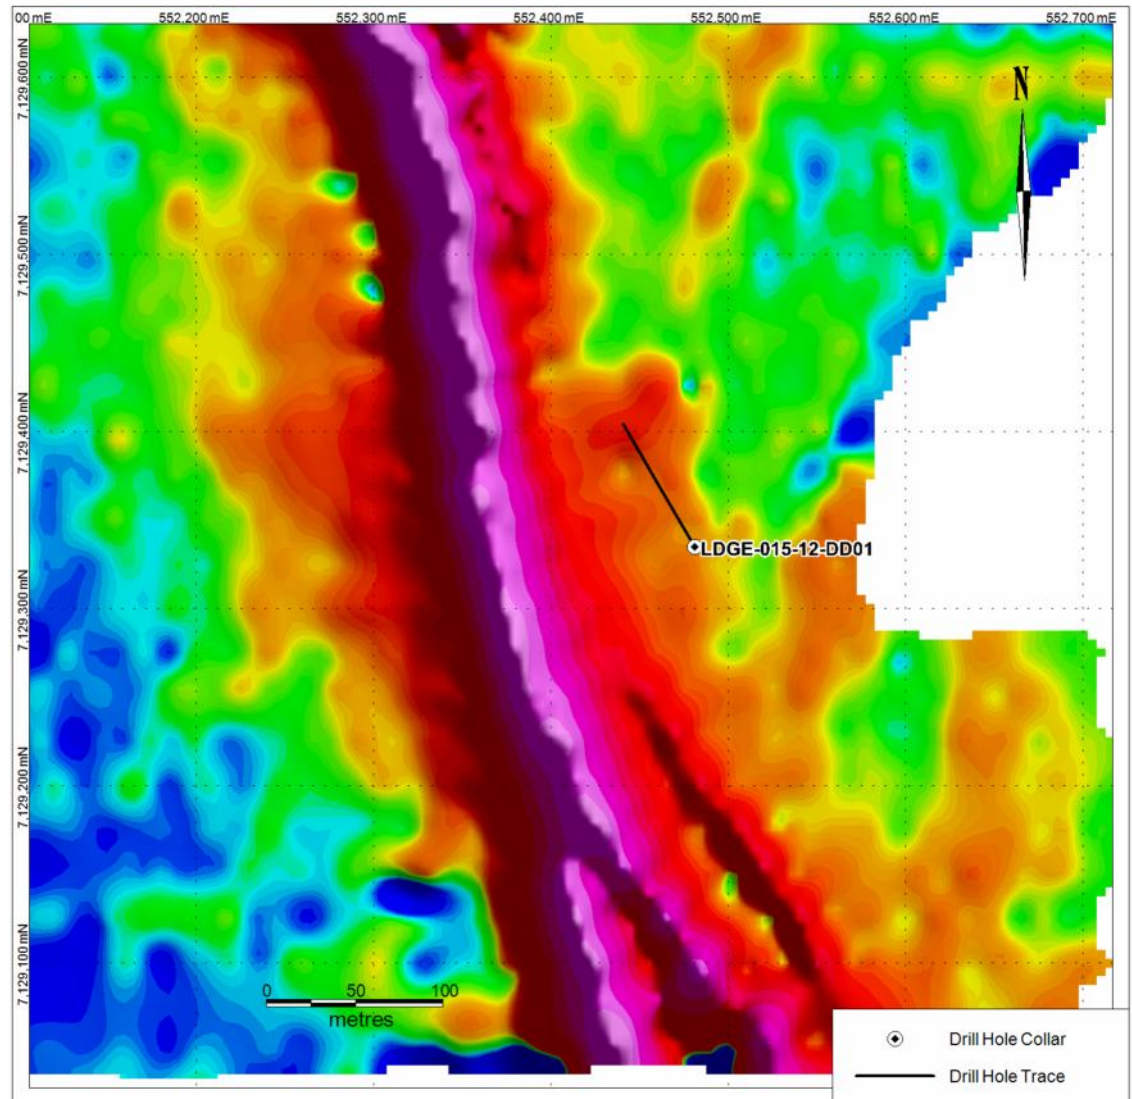 00 mE 552.200 mE 552.300 mE 552.400 mE 552.500 mE 552.600 mE 552.700 mE
7.129.600 mN
N
7.129.500 mN
7.129.400 mN
LDGE-015-12-DD01
7.129.300 mN
7.129.200 mN
7.129.100 mN
0 50 100
metres
Drill Hole Collar
Drill Hole Trace